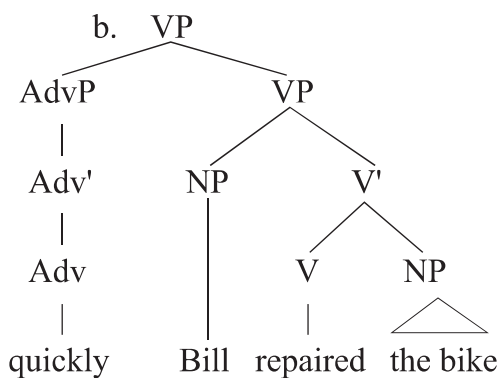 b. VP
AdvP VP
Adv' NP V'
Adv V NP
quickly Bill repaired the bike